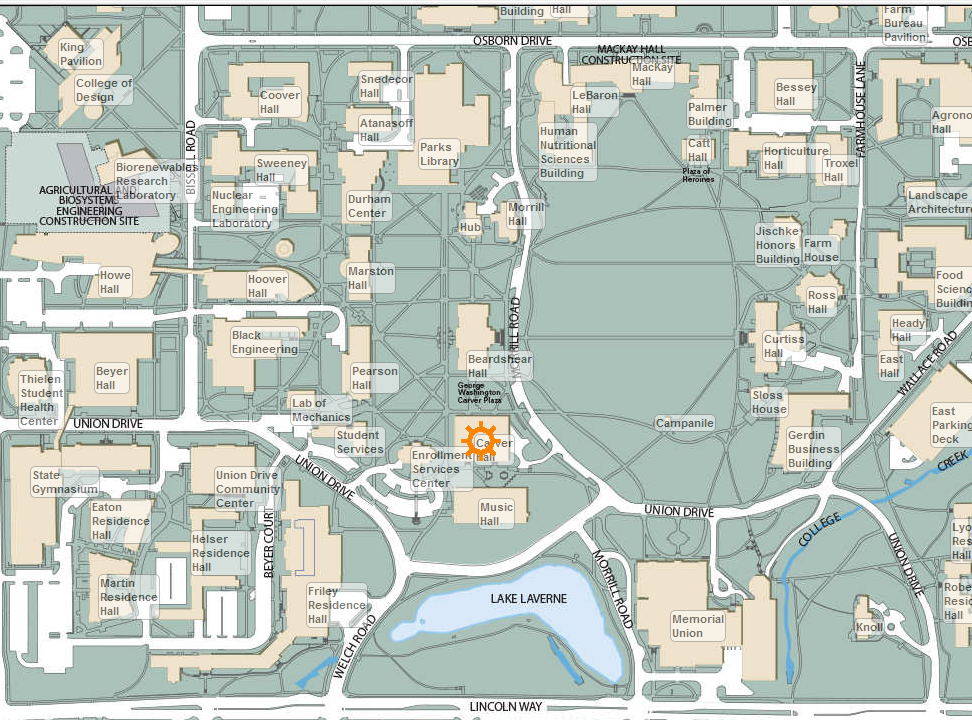 Building
Hall
Farm
Bureau
Pavilion
OSBORN DRIVE
MACKAY HALL
CONSTRUCTION SITE
King
Pavilion
College of
Design
Coover
Hall
Snedecor
Hall
Atanasoff
Hall
Parks
Library
LeBaron
Hall
MacKay
Hall
Palmer
Building
Bessey
Hall
FARMHOUSE LANE
Human
Nutritional
Sciences
Building
Catt
Hall
Plaza of
Heroines
Horticulture
Hall
Troxel
Hall
BISSELL ROAD
Biorenewables
Research
Laboratory
AGRICULTURAL AND
BIOSYSTEMS
ENGINEERING
CONSTRUCTION SITE
Sweeney
Hall
Nuclear
Engineering
Laboratory
Durham
Center
Hub
Morrill
Hall
Landscape
Architecture
Jischke
Honors
Building
Farm
House
Howe
Hall
Hoover
Hall
Marston
Hall
MORRILL ROAD
Food
Ross
Hall
Black
Engineering
Beardshear
Hall
George
Washington
Carver Plaza
Curtiss
Hall
Heady
Hall
East
Hall
WALLACE ROAD
Thielen
Student
Health
Center
Beyer
Hall
Pearson
Hall
Lab of
Mechanics
Student
Services
UNION DRIVE
Carver
Hall
Enrollment
Services
Center
Campanile
Sloss
House
Gerdin
Business
Building
East
Parking
Deck
CREEK
State
Gymnasium
Union Drive
Community
Center
UNION DRIVE
Music
Hall
UNION DRIVE
COLLEGE
UNION DRIVE
Eaton
Residence
Hall
Helser
Residence
Hall
BEYER COURT
Martin
Residence
Hall
Friley
Residence
Hall
WELCH ROAD
LAKE LAVERNE
MORRILL ROAD
Memorial
Union
Knoll
LINCOLN WAY